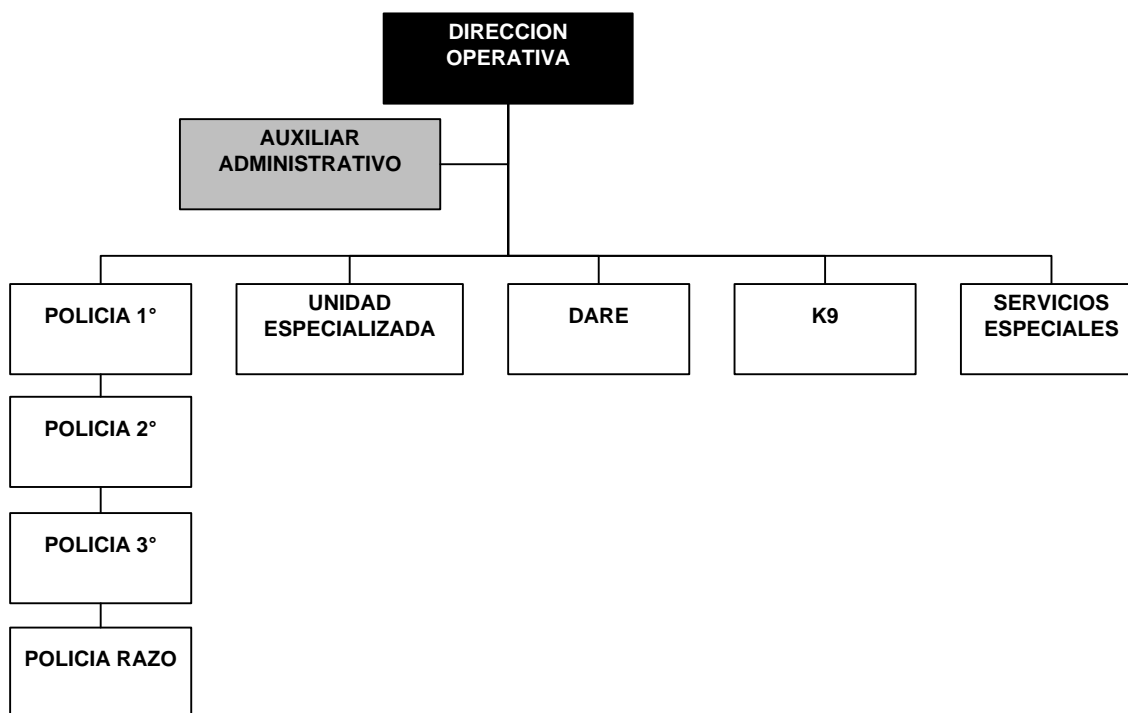 DIRECCION
OPERATIVA
AUXILIAR
ADMINISTRATIVO
POLICIA 1°
UNIDAD
ESPECIALIZADA
DARE
K9
SERVICIOS
ESPECIALES
POLICIA 2°
POLICIA 3°
POLICIA RAZO